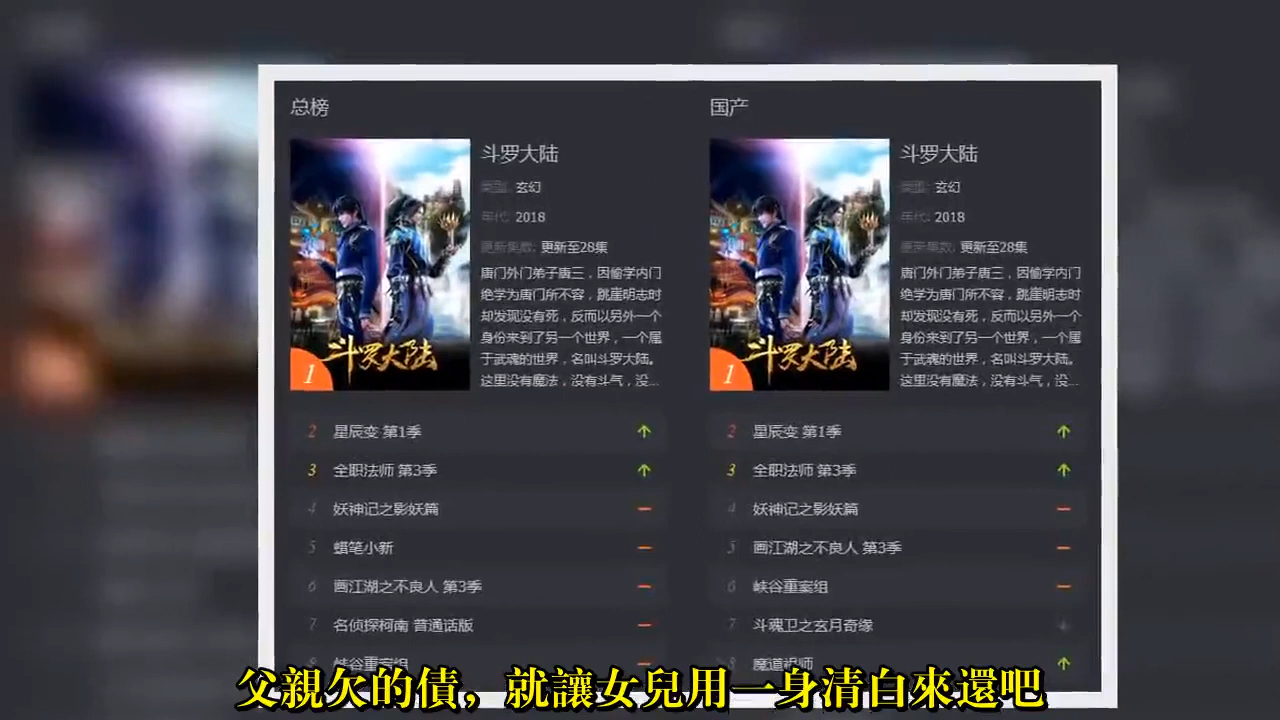 总榜
斗罗大陆
类型: 玄幻
年代: 2018
更新集数: 更新至28集
唐门外门弟子唐三，因偷学内门
绝学为唐门所不容，跳崖明志时
却发现没有死，反而以另外一个
身份来到了另一个世界，一个属
于武魂的世界，名叫斗罗大陆。
这里没有魔法，没有斗气，没...
斗罗大陆
1
2 星辰变 第1季
3 全职法师 第3季
4 妖神记之影妖篇
5 蜡笔小新
6 画江湖之不良人 第3季
7 名侦探柯南 普通话版
8 峡谷重案组
国产
斗罗大陆
类型: 玄幻
年代: 2018
更新集数: 更新至28集
唐门外门弟子唐三，因偷学内门
绝学为唐门所不容，跳崖明志时
却发现没有死，反而以另外一个
身份来到了另一个世界，一个属
于武魂的世界，名叫斗罗大陆。
这里没有魔法，没有斗气，没...
斗罗大陆
1
2 星辰变 第1季
3 全职法师 第3季
4 妖神记之影妖篇
5 画江湖之不良人 第3季
6 峡谷重案组
7 斗魂卫之玄月奇缘
8 魔道祖师
父親欠的債，就讓女兒用一身清白來還吧